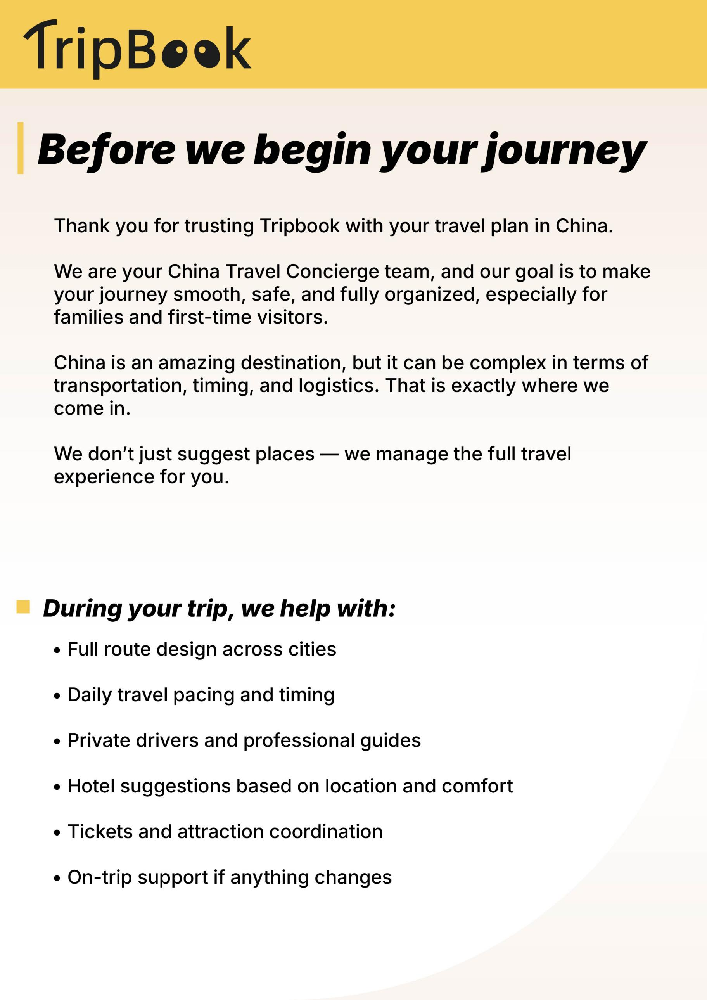 TripBook
Before we begin your journey
Thank you for trusting Tripbook with your travel plan in China.
We are your China Travel Concierge team, and our goal is to make
your journey smooth, safe, and fully organized, especially for
families and first-time visitors.
China is an amazing destination, but it can be complex in terms of
transportation, timing, and logistics. That is exactly where we
come in.
We don’t just suggest places — we manage the full travel
experience for you.
During your trip, we help with:
• Full route design across cities
• Daily travel pacing and timing
• Private drivers and professional guides
• Hotel suggestions based on location and comfort
• Tickets and attraction coordination
• On-trip support if anything changes